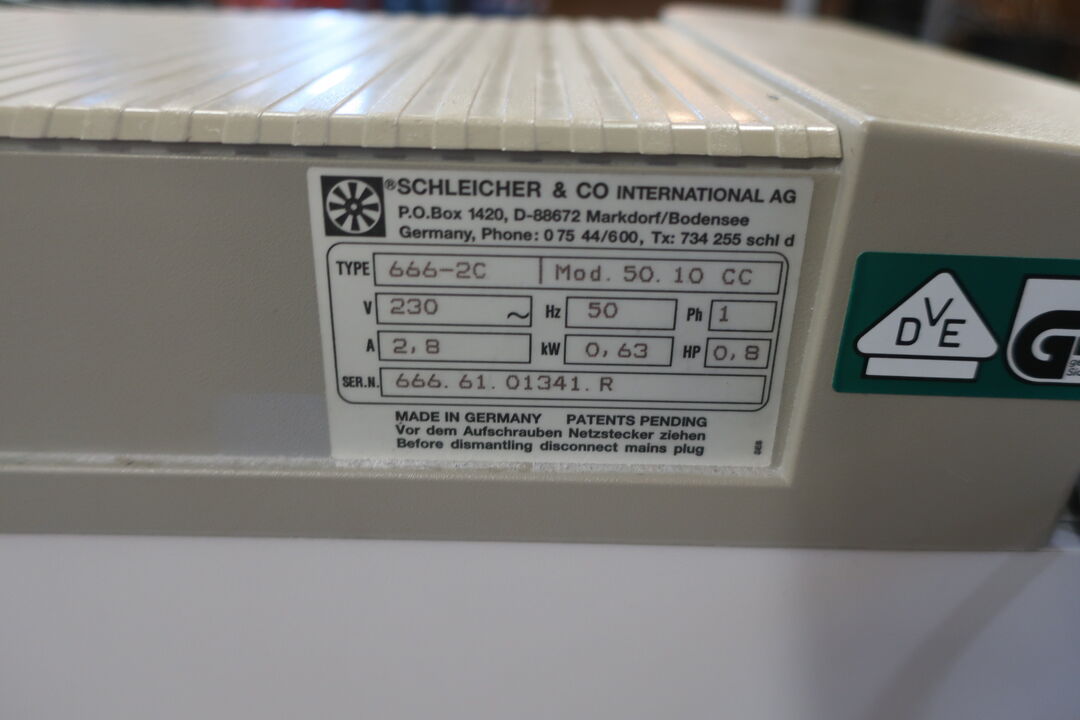 ®SCHLEICHER & CO INTERNATIONAL AG
P.O.Box 1420, D-88672 Markdorf/Bodensee
Germany, Phone: 0 75 44/600, Tx: 734 255 schl d
TYPE 666-2C | Mod. 50. 10 CC
V 230 ~ Hz 50 Ph 1
A 2,8 kW 0,63 HP 0,8
SER.N. 666. 61. 01341. R
MADE IN GERMANY PATENTS PENDING
Vor dem Aufschrauben Netzstecker ziehen
Before dismantling disconnect mains plug
DVE